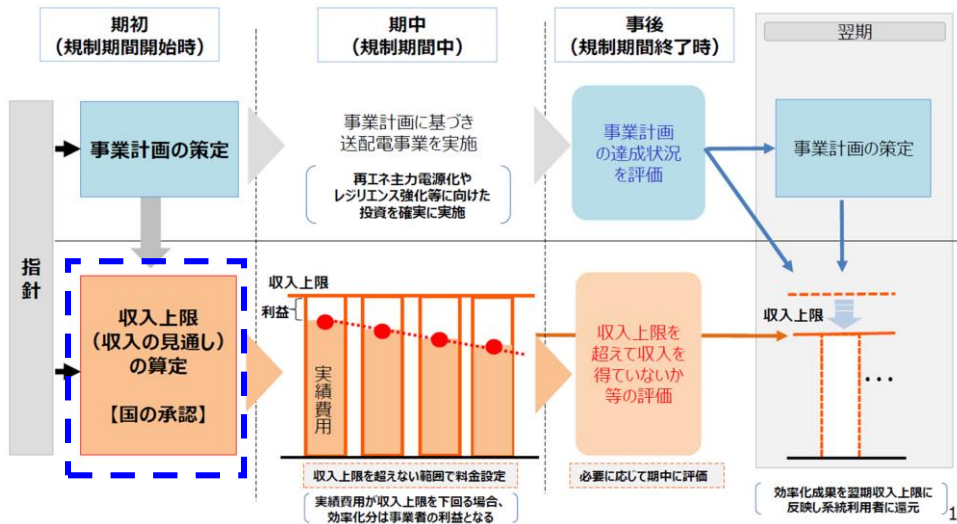 期初
(規制期間開始時)
期中
(規制期間中)
事後
(規制期間終了時)
翌期
指針
事業計画の策定
事業計画に基づき
送配電事業を実施
再エネ主力電源化や
レジリエンス強化等に向けた
投資を確実に実施
事業計画
の達成状況
を評価
事業計画の策定
収入上限
(収入の見通し)
の算定
【国の承認】
収入上限
利益
実績費用
収入上限を超えない範囲で料金設定
実績費用が収入上限を下回る場合、
効率化分は事業者の利益となる
収入上限を
超えて収入を
得ていないか
等の評価
必要に応じて期中に評価
収入上限
・・・
効率化成果を翌期収入上限に
反映し系統利用者に還元
1